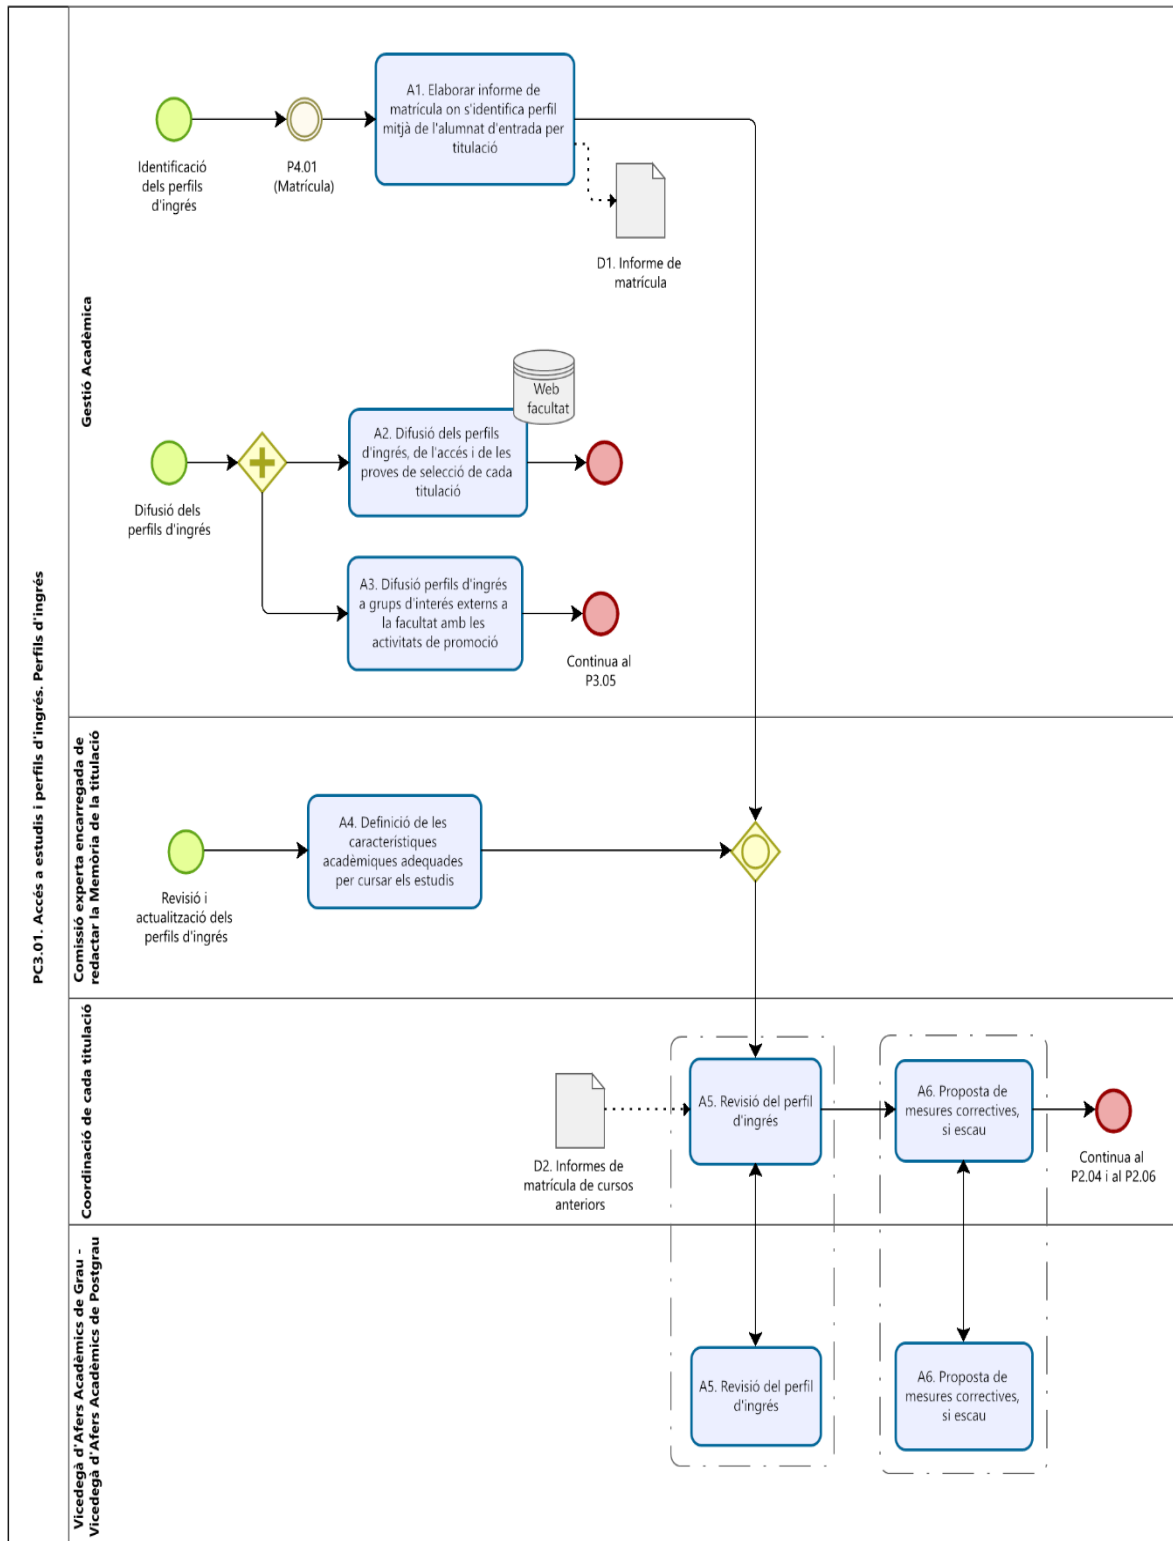 PC3.01. Accés a estudis i perfils d'ingrés. Perfils d'ingrés
Gestió Acadèmica
Identificació
dels perfils
d'ingrés
P4.01
(Matrícula)
A1. Elaborar informe de
matrícula on s'identifica perfil
mitjà de l'alumnat d'entrada per
titulació
D1. Informe de
matrícula
Web
facultat
Difusió dels
perfils d'ingrés
A2. Difusió dels perfils
d'ingrés, de l'accés i de les
proves de selecció de cada
titulació
A3. Difusió perfils d'ingrés
a grups d'interés externs a
la facultat amb les
activitats de promoció
Continua al
P3.05
Comissió experta encarregada de
redactar la Memòria de la titulació
Revisió i
actualització dels
perfils d'ingrés
A4. Definició de les
característiques
acadèmiques adequades
per cursar els estudis
Coordinació de cada titulació
D2. Informes de
matrícula de cursos
anteriors
A5. Revisió del perfil
d'ingrés
A6. Proposta de
mesures correctives,
si escau
Continua al
P2.04 i al P2.06
Vicedegà d'Afers Acadèmics de Grau -
Vicedegà d'Afers Acadèmics de Postgrau
A5. Revisió del perfil
d'ingrés
A6. Proposta de
mesures correctives,
si escau